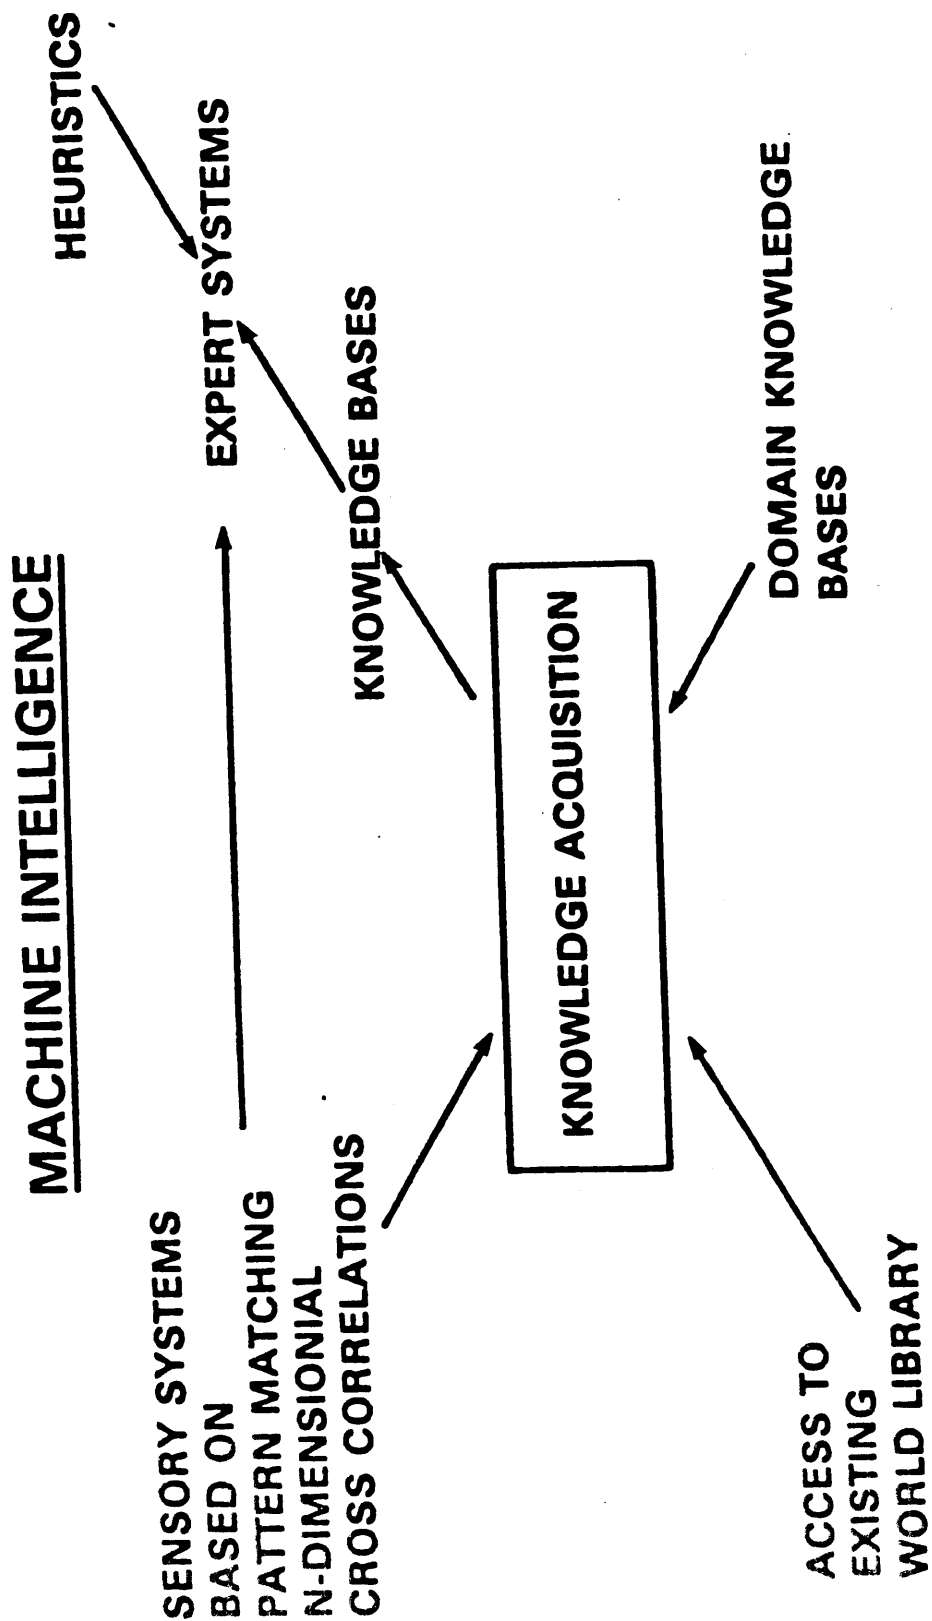 MACHINE INTELLIGENCE
HEURISTICS
SENSORY SYSTEMS
BASED ON
PATTERN MATCHING
N-DIMENSIONIAL
CROSS CORRELATIONS
EXPERT SYSTEMS
KNOWLEDGE BASES
KNOWLEDGE ACQUISITION
ACCESS TO
EXISTING
WORLD LIBRARY
DOMAIN KNOWLEDGE
BASES